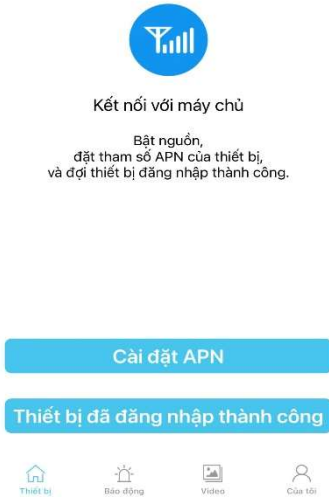 Kết nối với máy chủ
Bật nguồn,
đặt tham số APN của thiết bị,
và đợi thiết bị đăng nhập thành công.
Cài đặt APN
Thiết bị đã đăng nhập thành công
Thiết bị
Báo động
Video
Của tôi